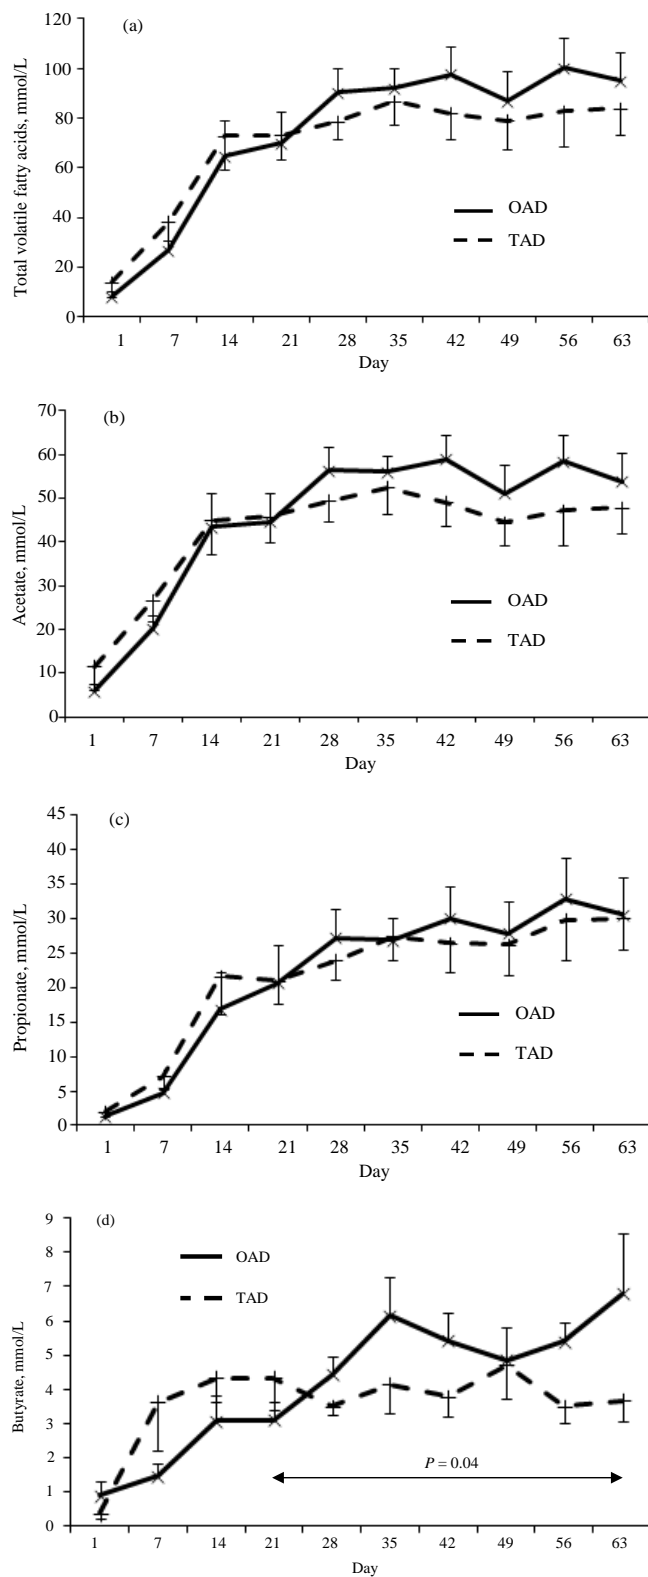 (a)
Total volatile fatty acids, mmol/L
120
100
80
60
40
20
0
OAD
TAD
1 7 14 21 28 35 42 49 56 63
Day
(b)
Acetate, mmol/L
70
60
50
40
30
20
10
0
OAD
TAD
1 7 14 21 28 35 42 49 56 63
Day
(c)
Propionate, mmol/L
45
40
35
30
25
20
15
10
5
0
OAD
TAD
1 7 14 21 28 35 42 49 56 63
Day
(d)
Butyrate, mmol/L
9
8
7
6
5
4
3
2
1
0
OAD
TAD
P = 0.04
1 7 14 21 28 35 42 49 56 63
Day